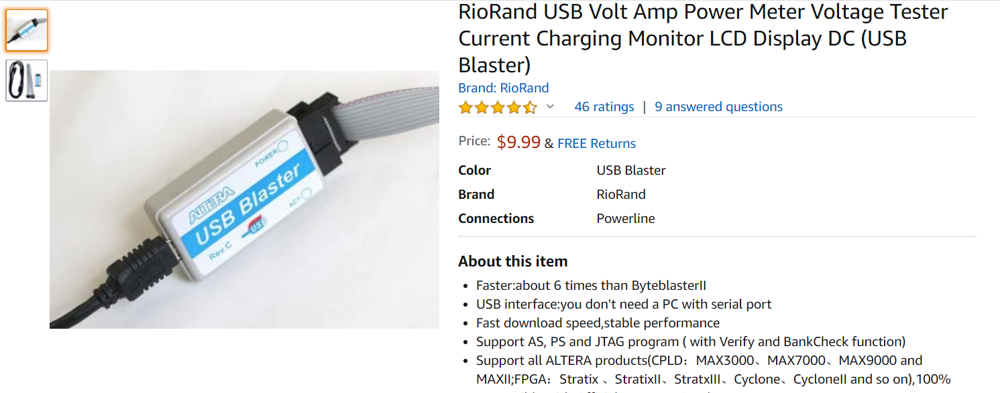 RioRand USB Volt Amp Power Meter Voltage Tester
Current Charging Monitor LCD Display DC (USB
Blaster)
Brand: RioRand
46 ratings | 9 answered questions
Price: $9.99 & FREE Returns
Color USB Blaster
Brand RioRand
Connections Powerline
About this item
• Faster:about 6 times than ByteblasterII
• USB interface:you don't need a PC with serial port
• Fast download speed,stable performance
• Support AS, PS and JTAG program ( with Verify and BankCheck function)
• Support all ALTERA products(CPLD：MAX3000、MAX7000、MAX9000 and
MAXII;FPGA：Stratix 、StratixII、StratxIII、Cyclone、CycloneII and so on),100%
POWER
ALTERA
USB Blaster
ACT
USB
Rev.C